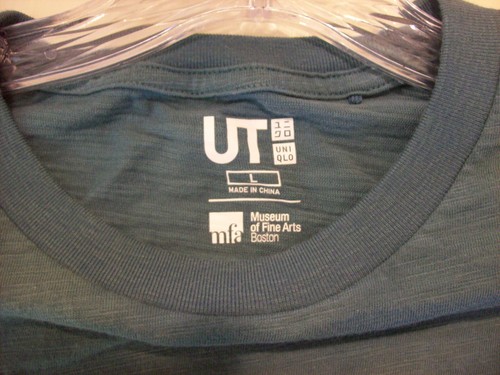 UT
ユニ
クロ
UNI
QLO
L
MADE IN CHINA
mfa
Museum
of Fine Arts
Boston